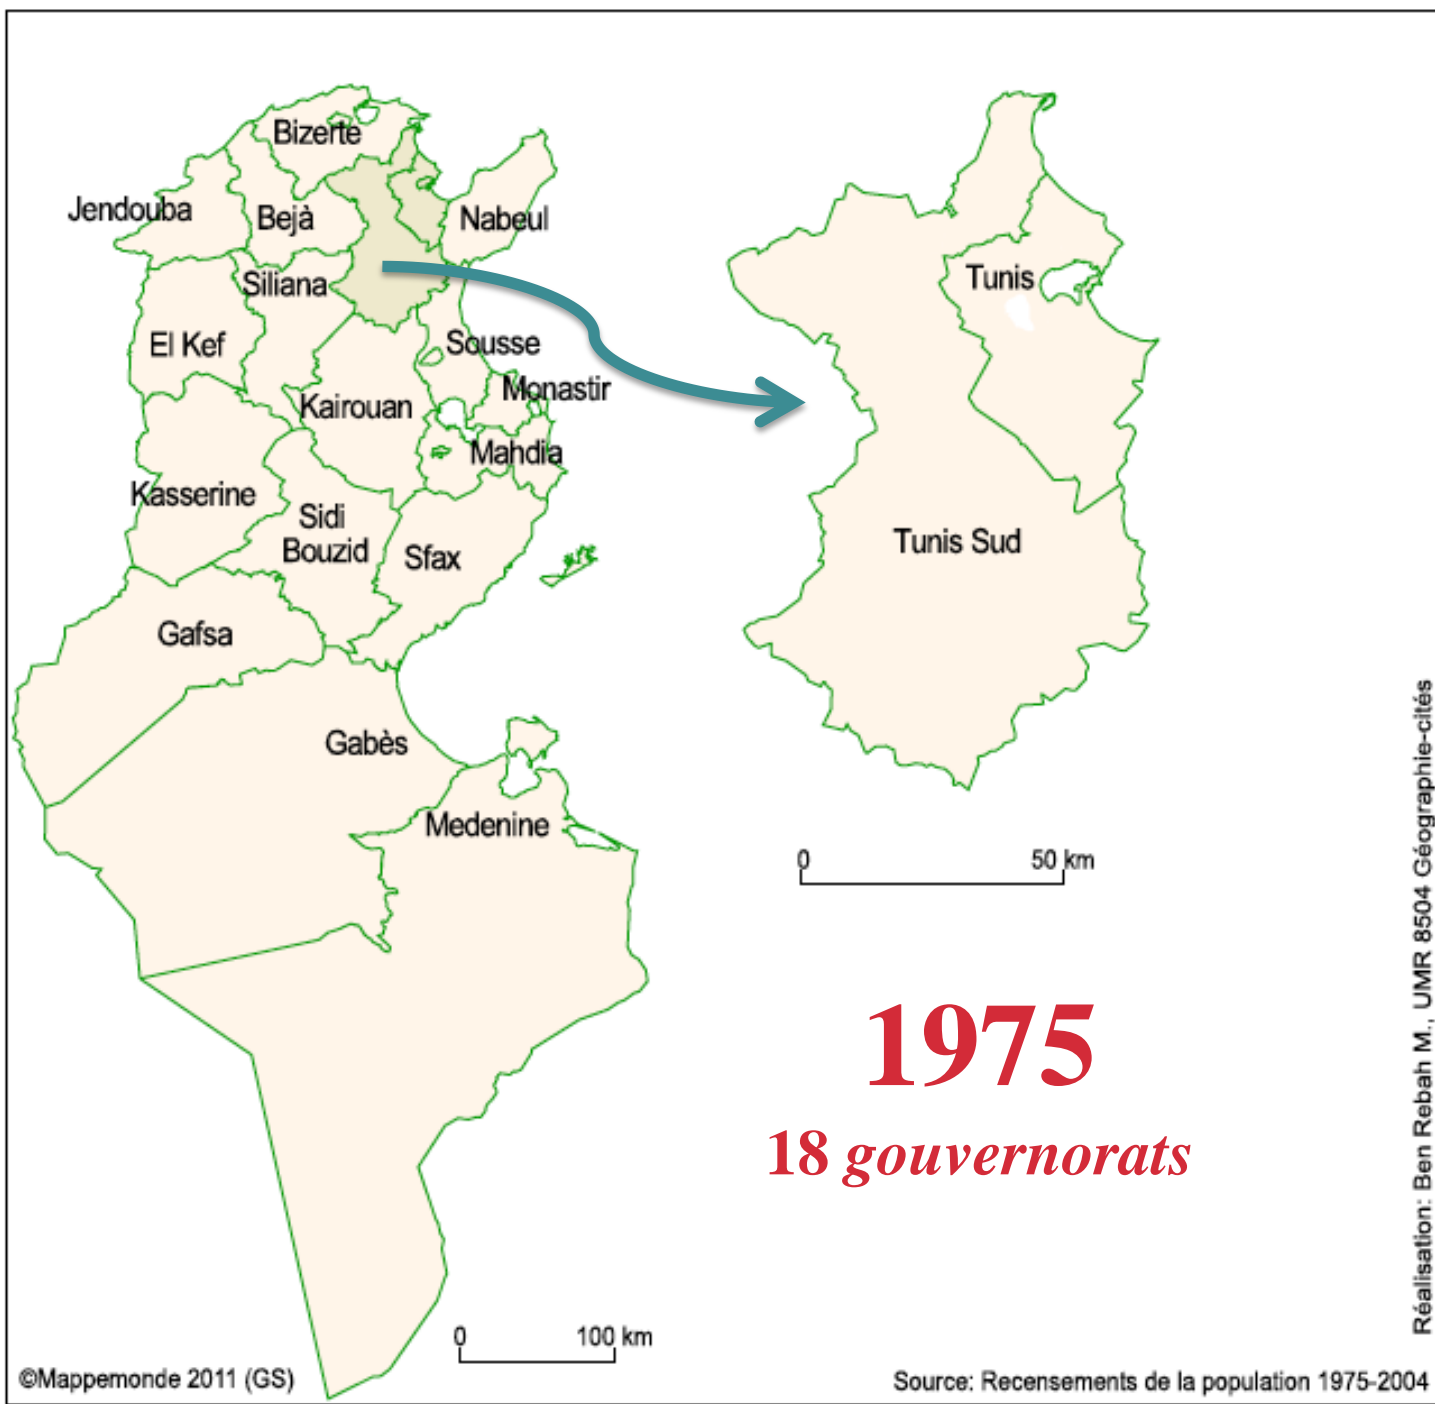 Bizerte
Jendouba
Bejà
Nabeul
Siliana
El Kef
Sousse
Monastir
Kairouan
Mahdia
Kasserine
Sidi
Bouzid
Sfax
Gafsa
Gabès
Medenine
Tunis
Tunis Sud
0 50 km
1975
18 gouvernorats
0 100 km
©Mappemonde 2011 (GS)
Source: Recensements de la population 1975-2004
Réalisation: Ben Rebah M., UMR 8504 Géographie-cités